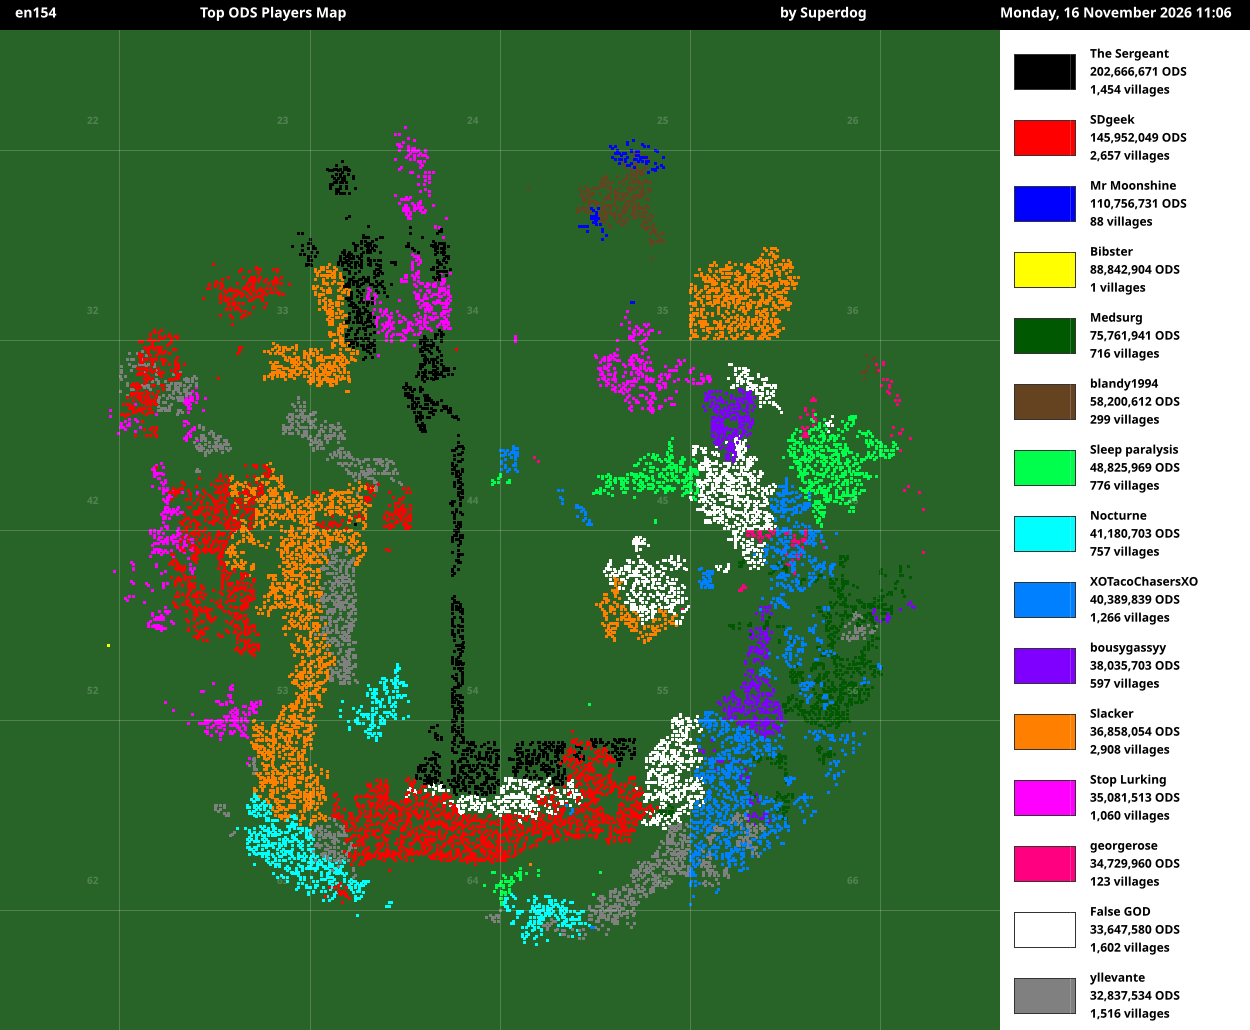 en154 Top ODS Players Map by Superdog Monday, 16 November 2026 11:06
The Sergeant
202,666,671 ODS
1,454 villages
SDgeek
145,952,049 ODS
2,657 villages
Mr Moonshine
110,756,731 ODS
88 villages
Bibster
88,842,904 ODS
1 villages
Medsurg
75,761,941 ODS
716 villages
blandy1994
58,200,612 ODS
299 villages
Sleep paralysis
48,825,969 ODS
776 villages
Nocturne
41,180,703 ODS
757 villages
XOTacoChasersXO
40,389,839 ODS
1,266 villages
bousygassyy
38,035,703 ODS
597 villages
Slacker
36,858,054 ODS
2,908 villages
Stop Lurking
35,081,513 ODS
1,060 villages
georgerose
34,729,960 ODS
123 villages
False GOD
33,647,580 ODS
1,602 villages
yllevante
32,837,534 ODS
1,516 villages
22 23 24 25 26
32 33 34 35 36
42 44 45
52 53 54 55 56
62 64 66